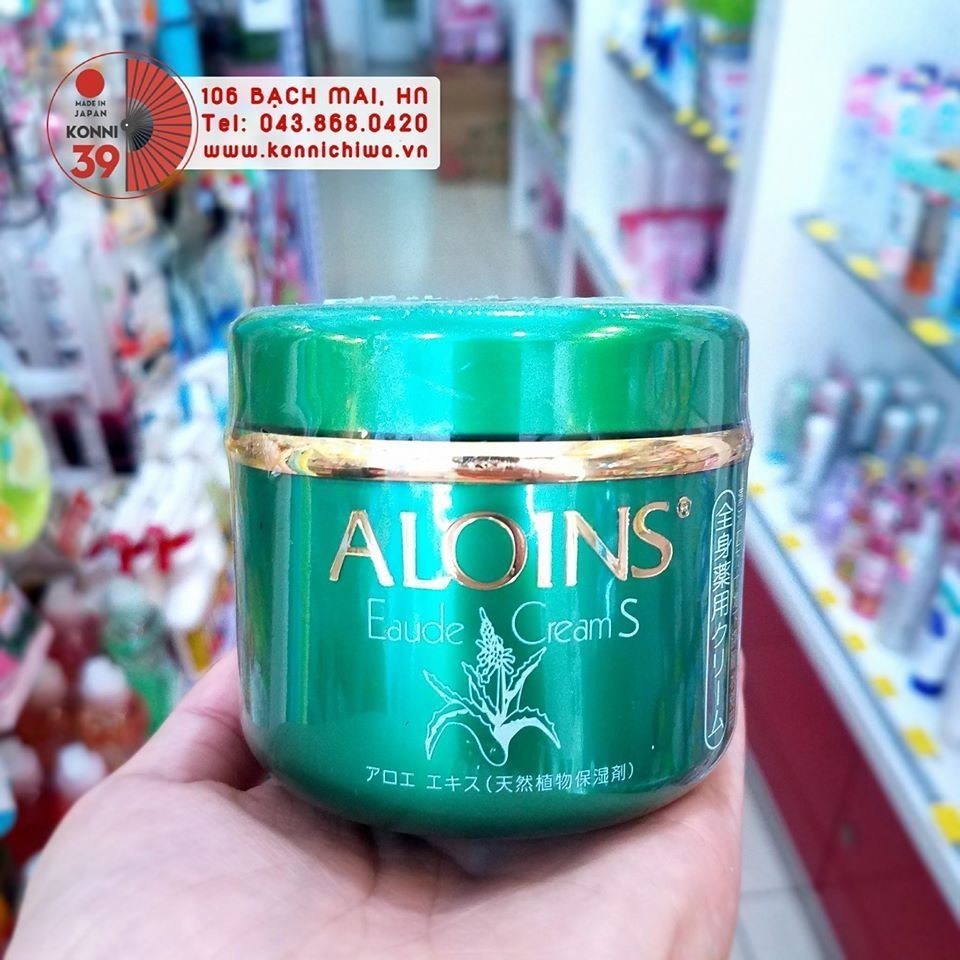 MADE IN
JAPAN
KONNI
39
106 BẠCH MAI, HN
Tel: 043.868.0420
www.konnichiwa.vn
ALOINS®
Eaude Cream S
アロエ エキス(天然植物保湿剤)
全身薬用クリーム